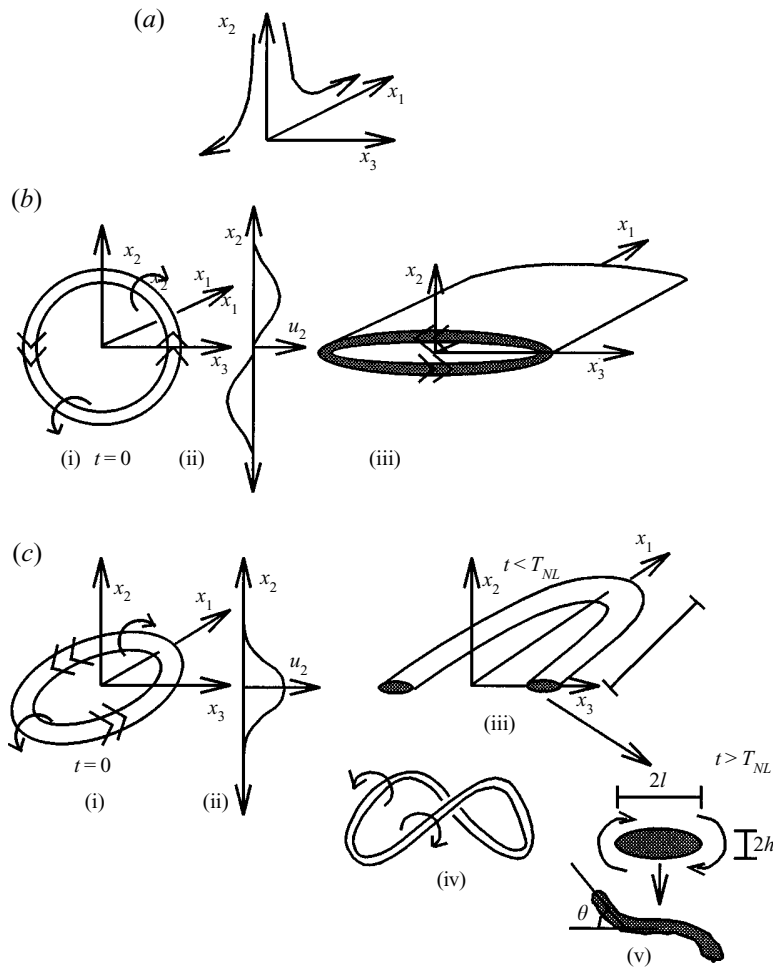 (a)
x2
x1
x3
(b)
x2
x2
x1
x1
x3
(i) t = 0
x2
u2
(ii)
x1
x2
x3
(iii)
(c)
x2
x1
x3
t = 0
(i)
x2
u2
(ii)
x1
t < TNL
x2
x3
(iii)
(iv)
t > TNL
2l
2h
θ
(v)